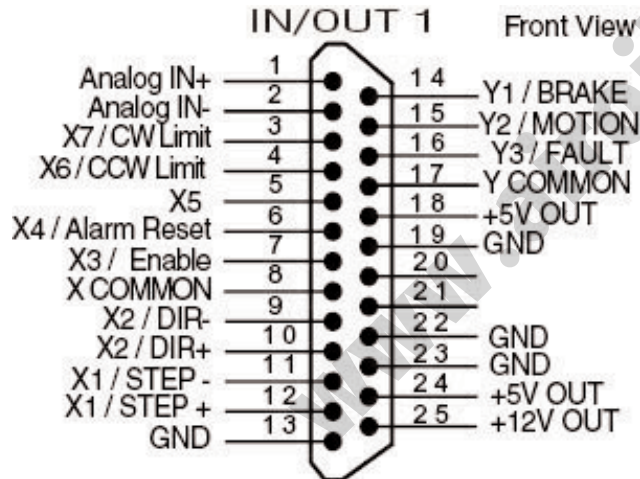 IN/OUT 1
Front View
1
Analog IN+
2
Analog IN-
3
X7 / CW Limit
4
X6 / CCW Limit
5
X5
6
X4 / Alarm Reset
7
X3 / Enable
8
X COMMON
9
X2 / DIR-
10
X2 / DIR+
11
X1 / STEP -
12
X1 / STEP +
13
GND
14
Y1 / BRAKE
15
Y2 / MOTION
16
Y3 / FAULT
17
Y COMMON
18
+5V OUT
19
GND
20
21
22
GND
23
GND
24
+5V OUT
25
+12V OUT